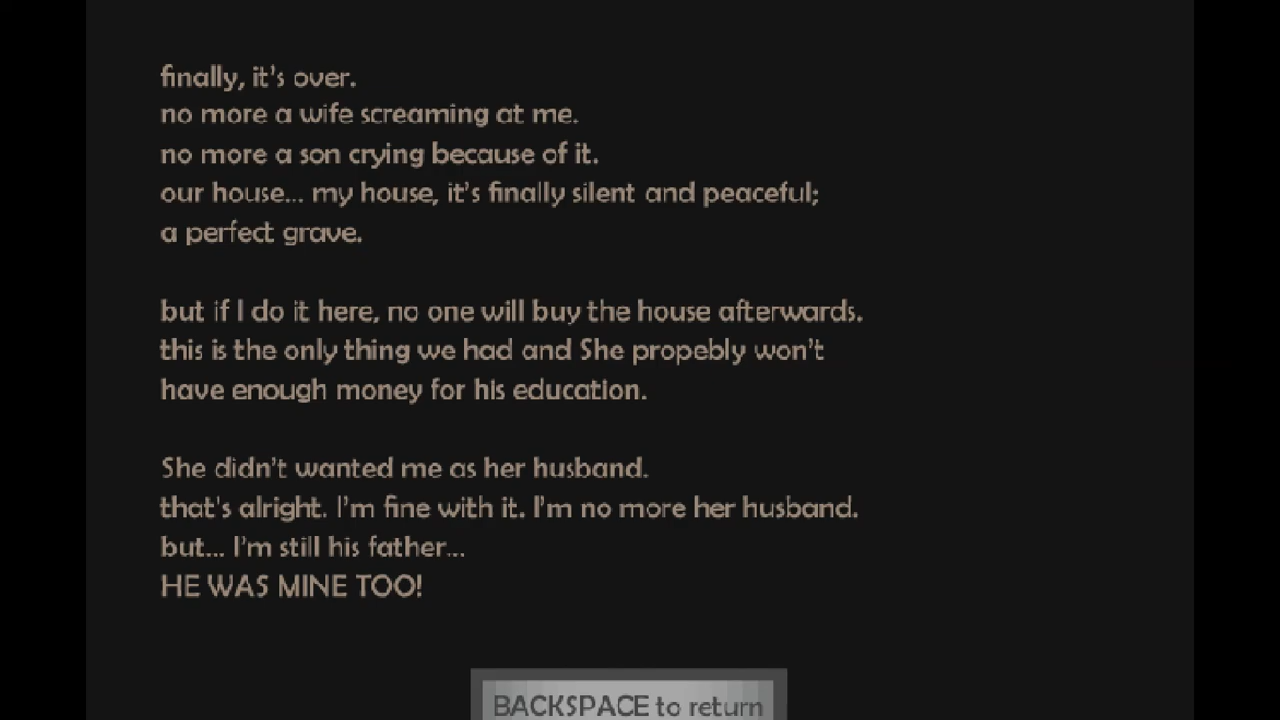 finally, it's over.
no more a wife screaming at me.
no more a son crying because of it.
our house... my house, it's finally silent and peaceful;
a perfect grave.
but if I do it here, no one will buy the house afterwards.
this is the only thing we had and She propebly won't
have enough money for his education.
She didn't wanted me as her husband.
that's alright. I'm fine with it. I'm no more her husband.
but... I'm still his father...
HE WAS MINE TOO!
BACKSPACE to return